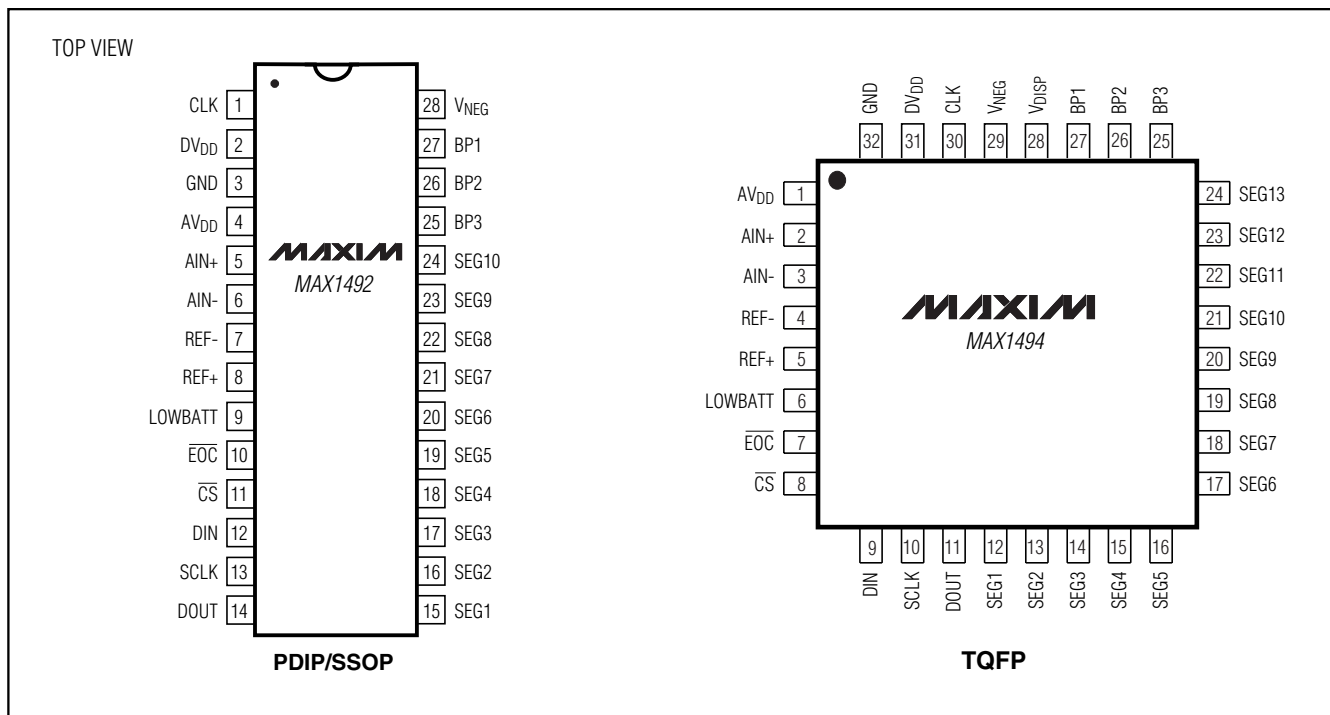 TOP VIEW
CLK 1
DVDD 2
GND 3
AVDD 4
AIN+ 5
AIN- 6
REF- 7
REF+ 8
LOWBATT 9
EOC 10
CS 11
DIN 12
SCLK 13
DOUT 14
MAXIM
MAX1492
28 VNEG
27 BP1
26 BP2
25 BP3
24 SEG10
23 SEG9
22 SEG8
21 SEG7
20 SEG6
19 SEG5
18 SEG4
17 SEG3
16 SEG2
15 SEG1
PDIP/SSOP
GND DVDD CLK VNEG VDISP BP1 BP2 BP3
32 31 30 29 28 27 26 25
AVDD 1
AIN+ 2
AIN- 3
REF- 4
REF+ 5
LOWBATT 6
EOC 7
CS 8
MAXIM
MAX1494
24 SEG13
23 SEG12
22 SEG11
21 SEG10
20 SEG9
19 SEG8
18 SEG7
17 SEG6
9 10 11 12 13 14 15 16
DIN SCLK DOUT SEG1 SEG2 SEG3 SEG4 SEG5
TQFP